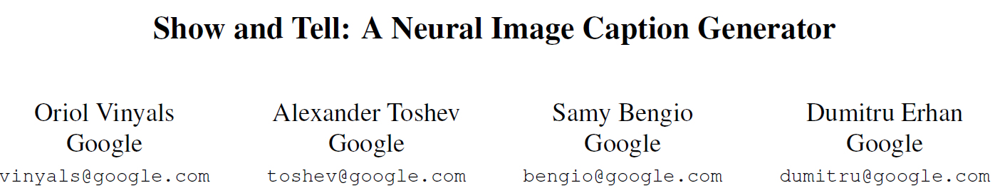 Show and Tell: A Neural Image Caption Generator
Oriol Vinyals
Google
vinyals@google.com
Alexander Toshev
Google
toshev@google.com
Samy Bengio
Google
bengio@google.com
Dumitru Erhan
Google
dumitru@google.com